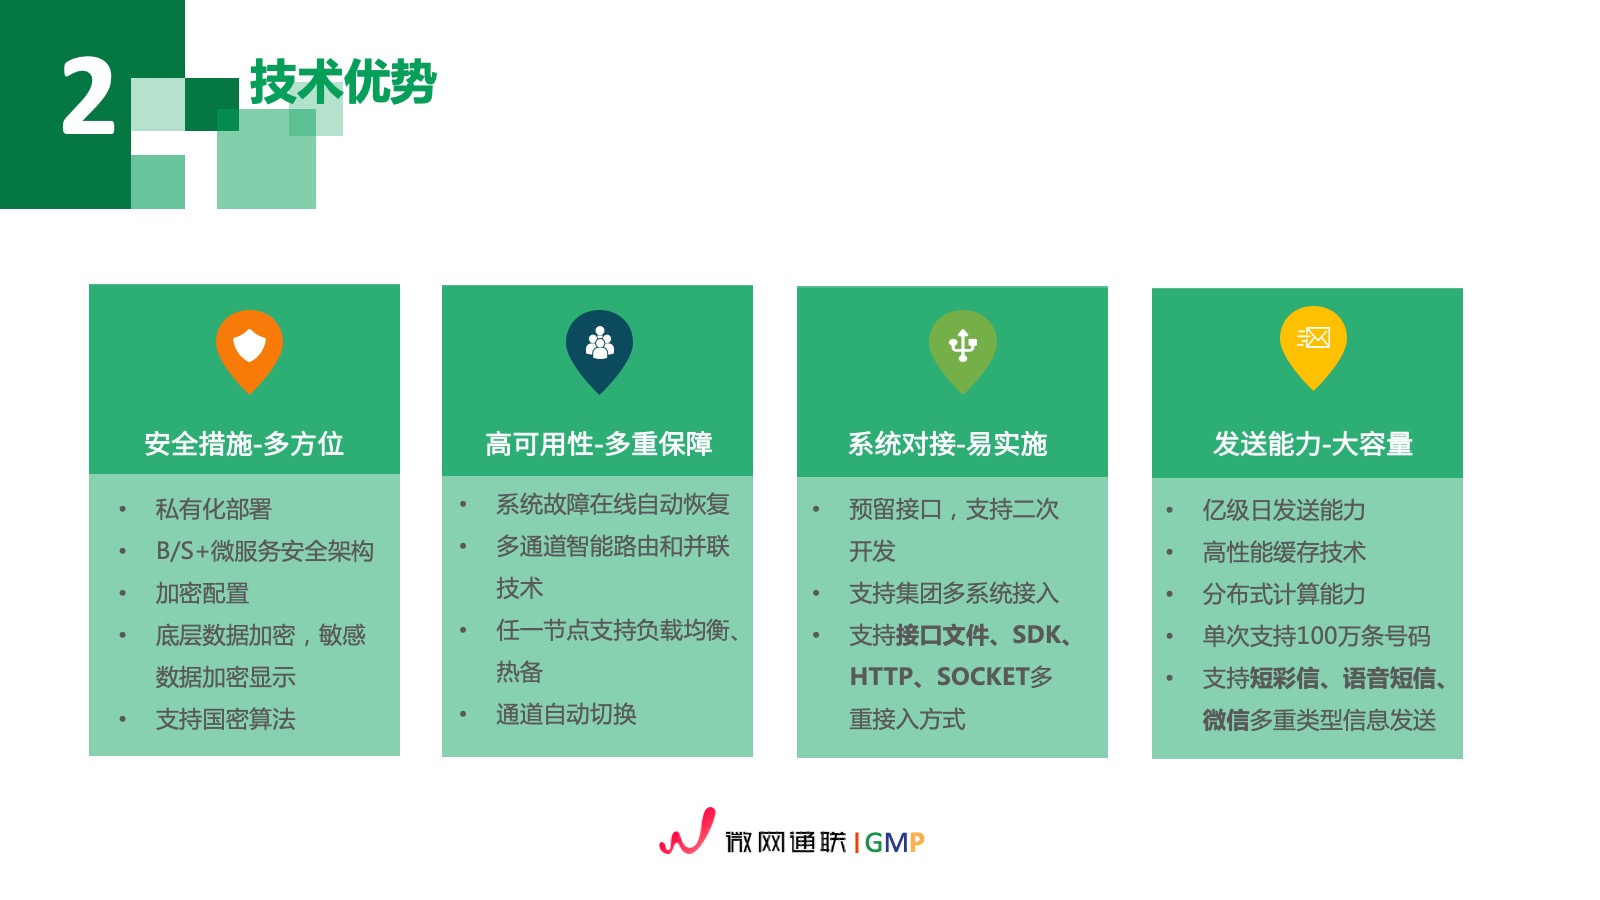 2
技术优势
安全措施-多方位
• 私有化部署
• B/S+微服务安全架构
• 加密配置
• 底层数据加密，敏感
数据加密显示
• 支持国密算法
高可用性-多重保障
• 系统故障在线自动恢复
• 多通道智能路由和并联
技术
• 任一节点支持负载均衡、
热备
• 通道自动切换
系统对接-易实施
• 预留接口，支持二次
开发
• 支持集团多系统接入
• 支持接口文件、SDK、
HTTP、SOCKET多
重接入方式
发送能力-大容量
• 亿级日发送能力
• 高性能缓存技术
• 分布式计算能力
• 单次支持100万条号码
• 支持短彩信、语音短信、
微信多重类型信息发送
微网通联|GMP